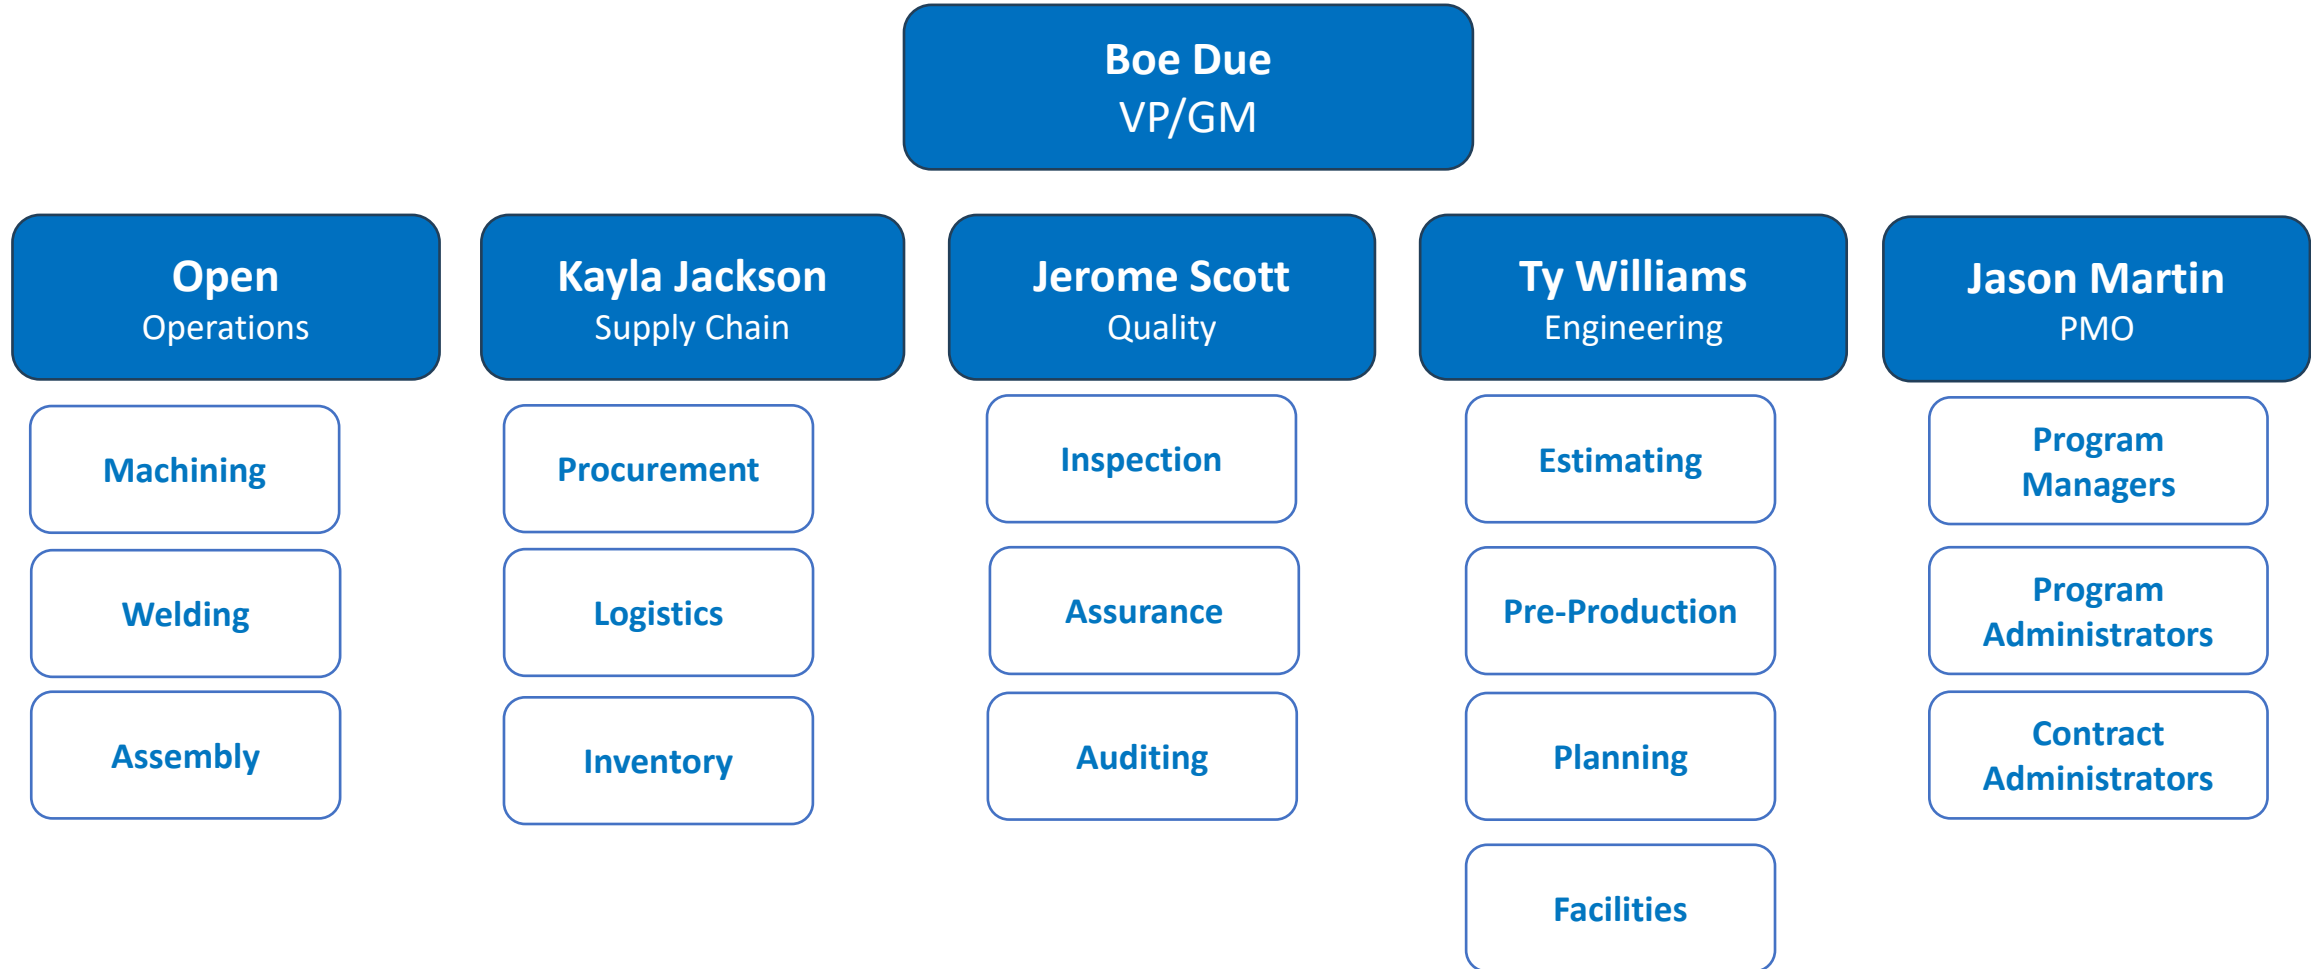 Boe Due
VP/GM
Open
Operations
Kayla Jackson
Supply Chain
Jerome Scott
Quality
Ty Williams
Engineering
Jason Martin
PMO
Machining
Welding
Assembly
Procurement
Logistics
Inventory
Inspection
Assurance
Auditing
Estimating
Pre-Production
Planning
Facilities
Program
Managers
Program
Administrators
Contract
Administrators